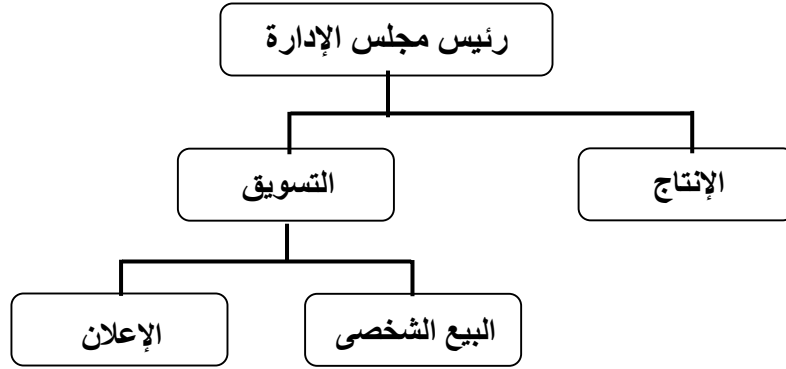 رئيس مجلس الإدارة
الإنتاج
التسويق
البيع الشخصى
الإعلان